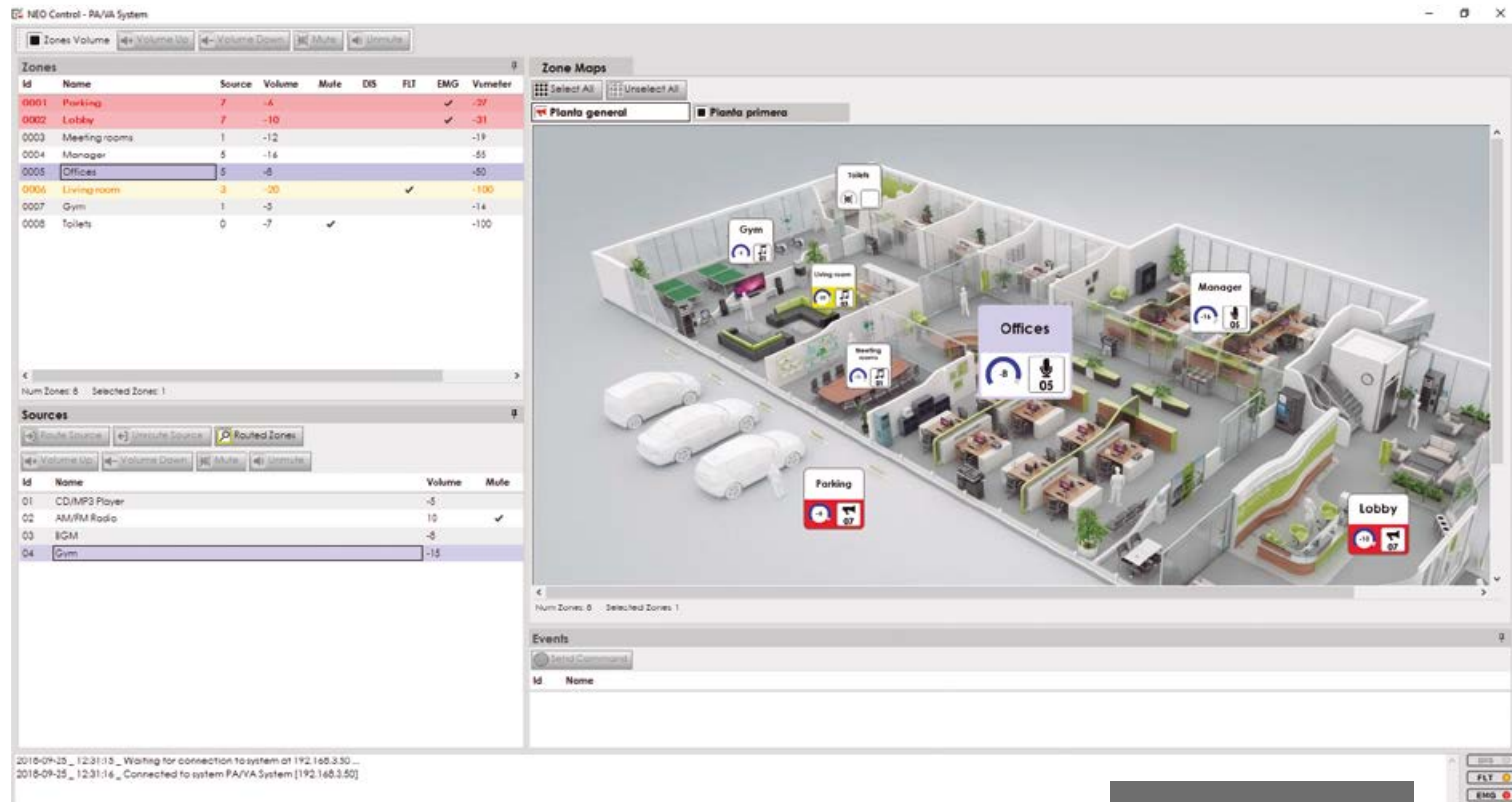 NEO Control - PA/VA System
Zones Volume Volume Up Volume Down Mute Unmute
Zones
Id Name Source Volume Mute DIS FLT EMG Vumeter
0001 Parking 7 -6 ✓ -27
0002 Lobby 7 -10 ✓ -31
0003 Meeting rooms 1 -12 -19
0004 Manager 5 -16 -55
0005 Offices 5 -8 -50
0006 Living room 3 -20 ✓ -100
0007 Gym 1 -5 -14
0008 Toilets 0 -7 ✓ -100
Num Zones: 8 Selected Zones: 1
Sources
Route Source Unroute Source Routed Zones
Volume Up Volume Down Mute Unmute
Id Name Volume Mute
01 CD/MP3 Player -5
02 AM/FM Radio 10 ✓
03 BGM
04 Gym -15
Zone Maps
Select All Unselect All
Planta general Planta primera
Toilets
Gym
01
Living room
03
Manager
-16 05
Offices
-8 05
Meeting rooms
01
Parking
07
Lobby
-10 07
Num Zones: 8 Selected Zones: 1
Events
Send Command
Id Name
2018-09-25 _ 12:31:15 _ Waiting for connection to system at 192.168.3.50 ...
2018-09-25 _ 12:31:16 _ Connected to system PA/VA System [192.168.3.50]
FLT
EMG